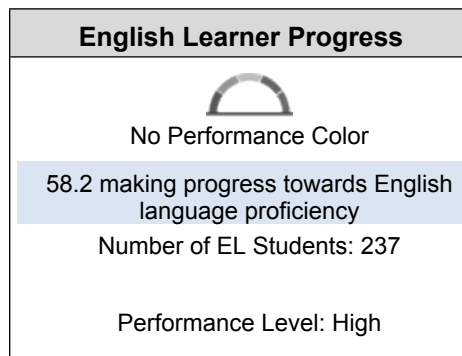 English Learner Progress
No Performance Color
58.2 making progress towards English
language proficiency
Number of EL Students: 237
Performance Level: High